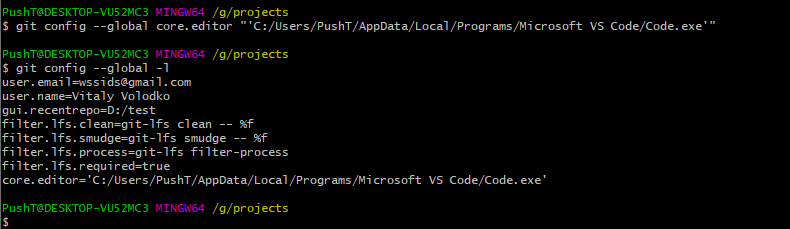 PushT@DESKTOP-VU52MC3 MINGW64 /g/projects
$ git config --global core.editor "'C:/Users/PushT/AppData/Local/Programs/Microsoft VS Code/Code.exe'"
PushT@DESKTOP-VU52MC3 MINGW64 /g/projects
$ git config --global -l
user.email=wssids@gmail.com
user.name=Vitaly Volodko
gui.recentrepo=D:/test
filter.lfs.clean=git-lfs clean -- %f
filter.lfs.smudge=git-lfs smudge -- %f
filter.lfs.process=git-lfs filter-process
filter.lfs.required=true
core.editor='C:/Users/PushT/AppData/Local/Programs/Microsoft VS Code/Code.exe'
PushT@DESKTOP-VU52MC3 MINGW64 /g/projects
$